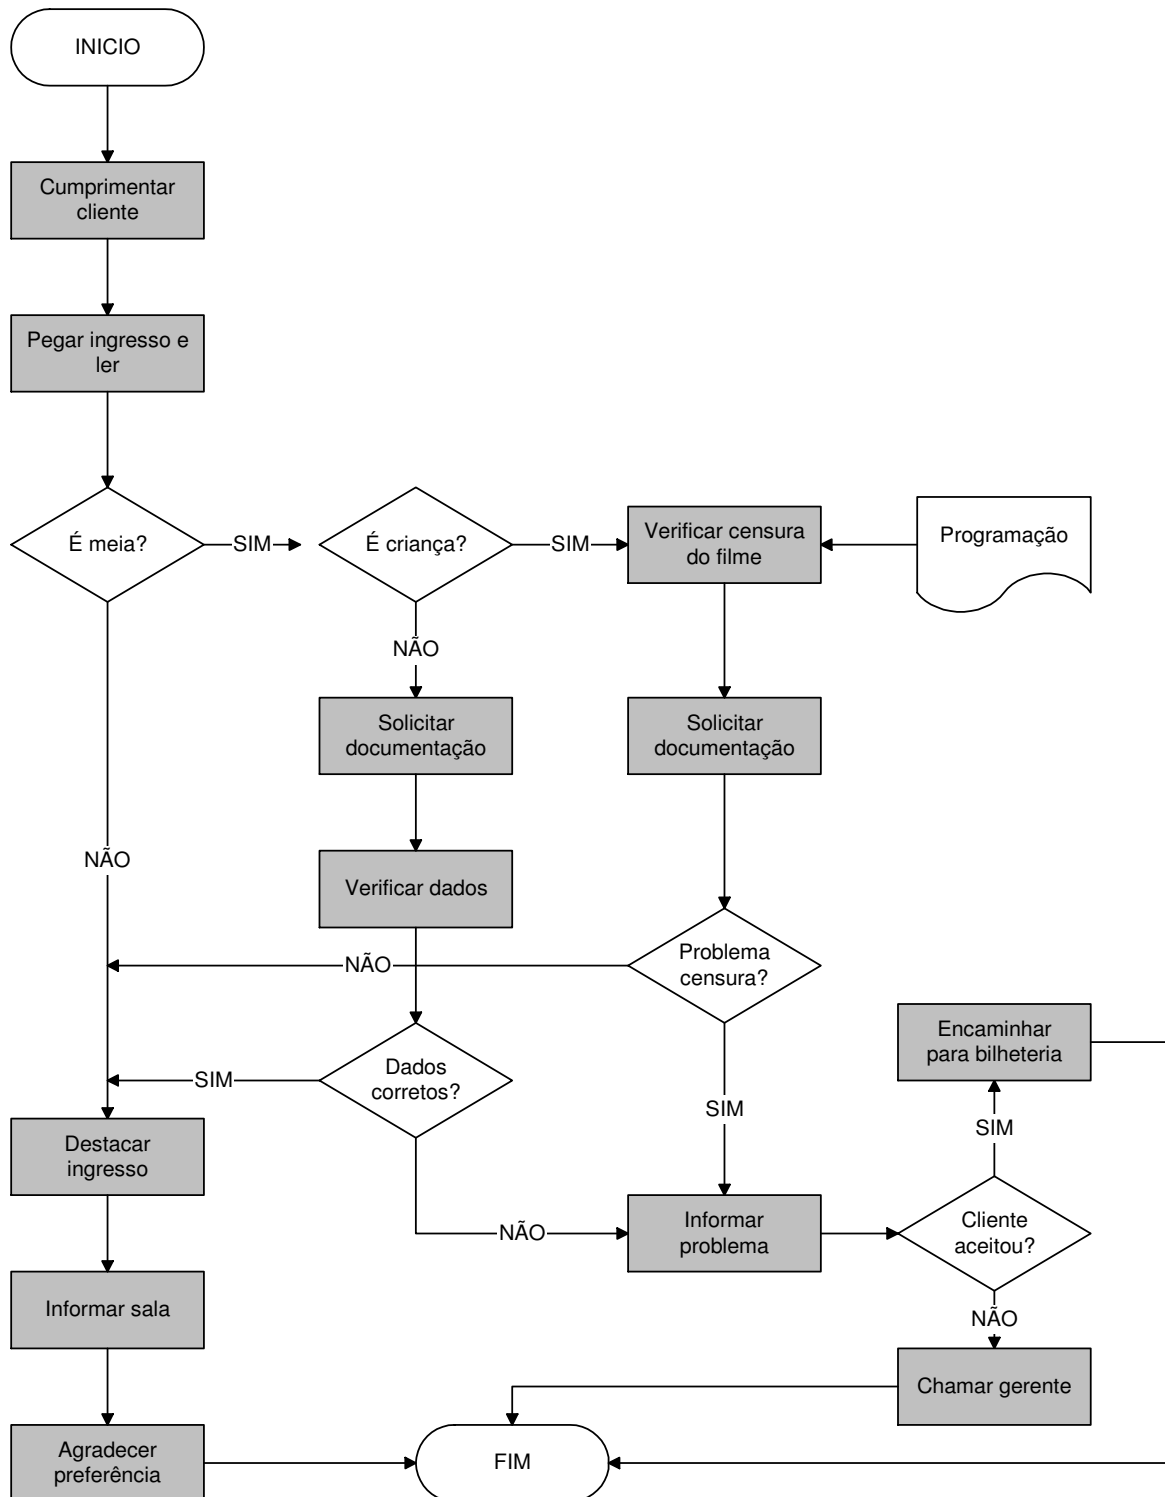 INICIO
Cumprimentar
cliente
Pegar ingresso e
ler
É meia?
SIM
É criança?
SIM
Verificar censura
do filme
Programação
NÃO
Solicitar
documentação
Solicitar
documentação
NÃO
Verificar dados
NÃO
Problema
censura?
Encaminhar
para bilheteria
SIM
Dados
corretos?
SIM
SIM
Destacar
ingresso
NÃO
Informar
problema
Cliente
aceitou?
Informar sala
NÃO
Chamar gerente
Agradecer
preferência
FIM